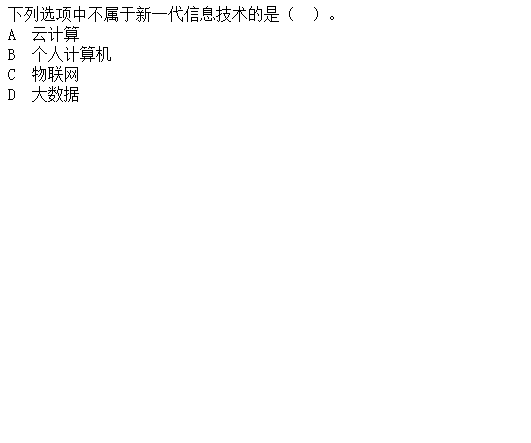 下列选项中不属于新一代信息技术的是（　）。
A　云计算
B　个人计算机
C　物联网
D　大数据